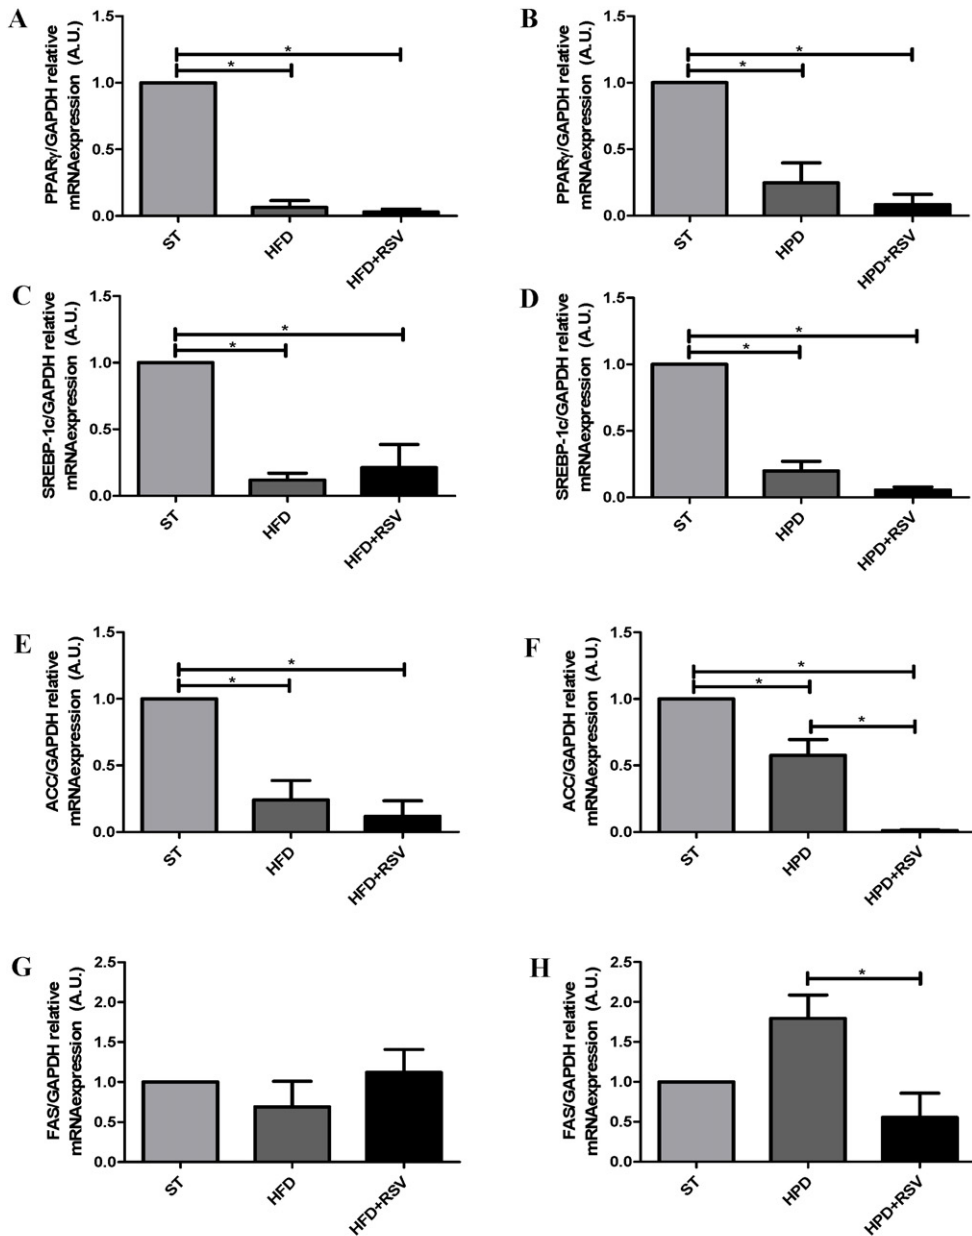 A
PPARγ/GAPDH relative
mRNAexpression (A.U.)
1.5
1.0
0.5
0.0
*
*
ST
HFD
HFD+RSV
B
PPARγ/GAPDH relative
mRNAexpression (A.U.)
1.5
1.0
0.5
0.0
*
*
ST
HPD
HPD+RSV
C
SREBP-1c/GAPDH relative
mRNAexpression (A.U.)
1.5
1.0
0.5
0.0
*
*
ST
HFD
HFD+RSV
D
SREBP-1c/GAPDH relative
mRNAexpression (A.U.)
1.5
1.0
0.5
0.0
*
*
ST
HPD
HPD+RSV
E
ACC/GAPDH relative
mRNAexpression (A.U.)
1.5
1.0
0.5
0.0
*
*
ST
HFD
HFD+RSV
F
ACC/GAPDH relative
mRNAexpression (A.U.)
1.5
1.0
0.5
0.0
*
*
*
ST
HPD
HPD+RSV
G
FAS/GAPDH relative
mRNAexpression (A.U.)
2.5
2.0
1.5
1.0
0.5
0.0
ST
HFD
HFD+RSV
H
FAS/GAPDH relative
mRNAexpression (A.U.)
2.5
2.0
1.5
1.0
0.5
0.0
*
ST
HPD
HPD+RSV